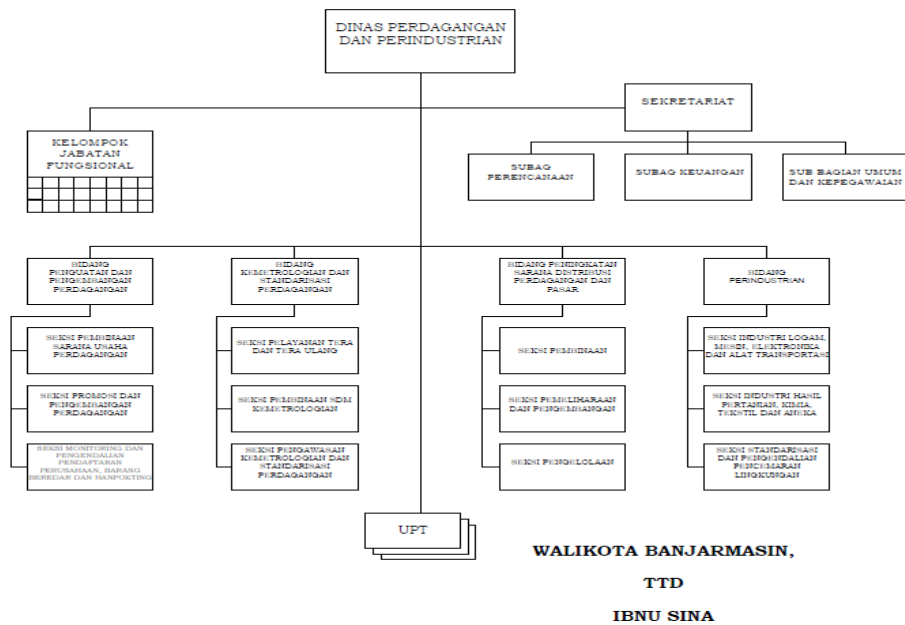 DINAS PERDAGANGAN
DAN PERINDUSTRIAN
SEKRETARIAT
KELOMPOK
JABATAN
FUNGSIONAL
SUBAG
PERENCANAAN
SUBAG KEUANGAN
SUB BAGIAN UMUM
DAN KEPEGAWAIAN
BIDANG
PENGUATAN DAN
PENGEMBANGAN
PERDAGANGAN
BIDANG
KEMETROLOGIAN DAN
STANDARISASI
PERDAGANGAN
BIDANG PENINGKATAN
SARANA DISTRIBUSI
PERDAGANGAN DAN
PASAR
BIDANG
PERINDUSTRIAN
SEKSI PEMBINAAN
SARANA USAHA
PERDAGANGAN
SEKSI PELAYANAN TERA
DAN TERA ULANG
SEKSI PEMBINAAN
SEKSI INDUSTRI LOGAM,
MESIN, ELEKTRONIKA
DAN ALAT TRANSPORTASI
SEKSI PROMOSI DAN
PENGEMBANGAN
PERDAGANGAN
SEKSI PEMBINAAN SDM
KEMETROLOGIAN
SEKSI PEMELIHARAAN
DAN PENGEMBANGAN
SEKSI INDUSTRI HASIL
PERTANIAN, KIMIA,
TEKSTIL DAN ANEKA
SEKSI MONITORING DAN
PENGENDALIAN
PENDAFTARAN
PERUSAHAAN, BARANG
BEREDAR DAN HANPOKTING
SEKSI PENGAWASAN
KEMETROLOGIAN DAN
STANDARISASI
PERDAGANGAN
SEKSI PENGELOLAAN
SEKSI STANDARISASI
DAN PENGENDALIAN
PENCEMARAN
LINGKUNGAN
UPT
WALIKOTA BANJARMASIN,
TTD
IBNU SINA